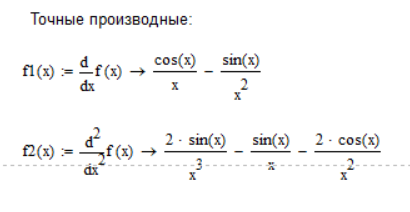 Точные производные:
f1(x) := d/dx f(x) → cos(x)/x − sin(x)/x^2
f2(x) := d^2/dx^2 f(x) → 2 · sin(x)/x^3 − sin(x)/x − 2 · cos(x)/x^2